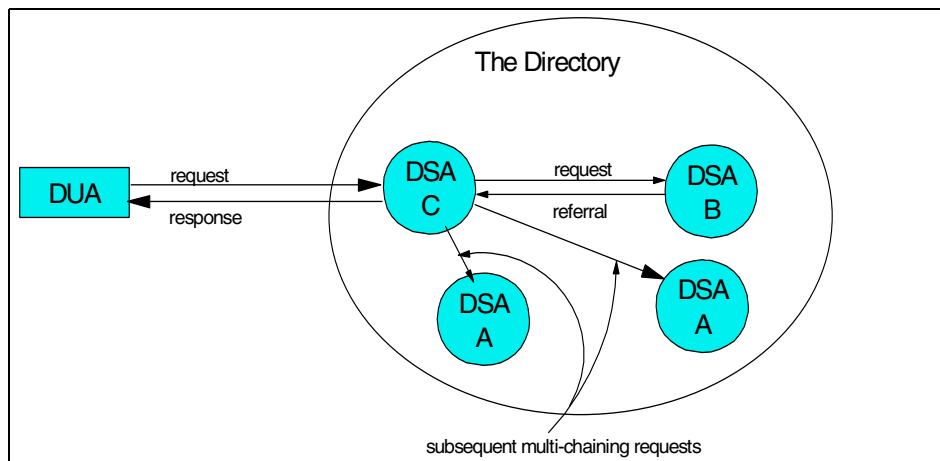 The Directory
DUA
request
response
DSA
C
request
referral
DSA
B
DSA
A
DSA
A
subsequent multi-chaining requests